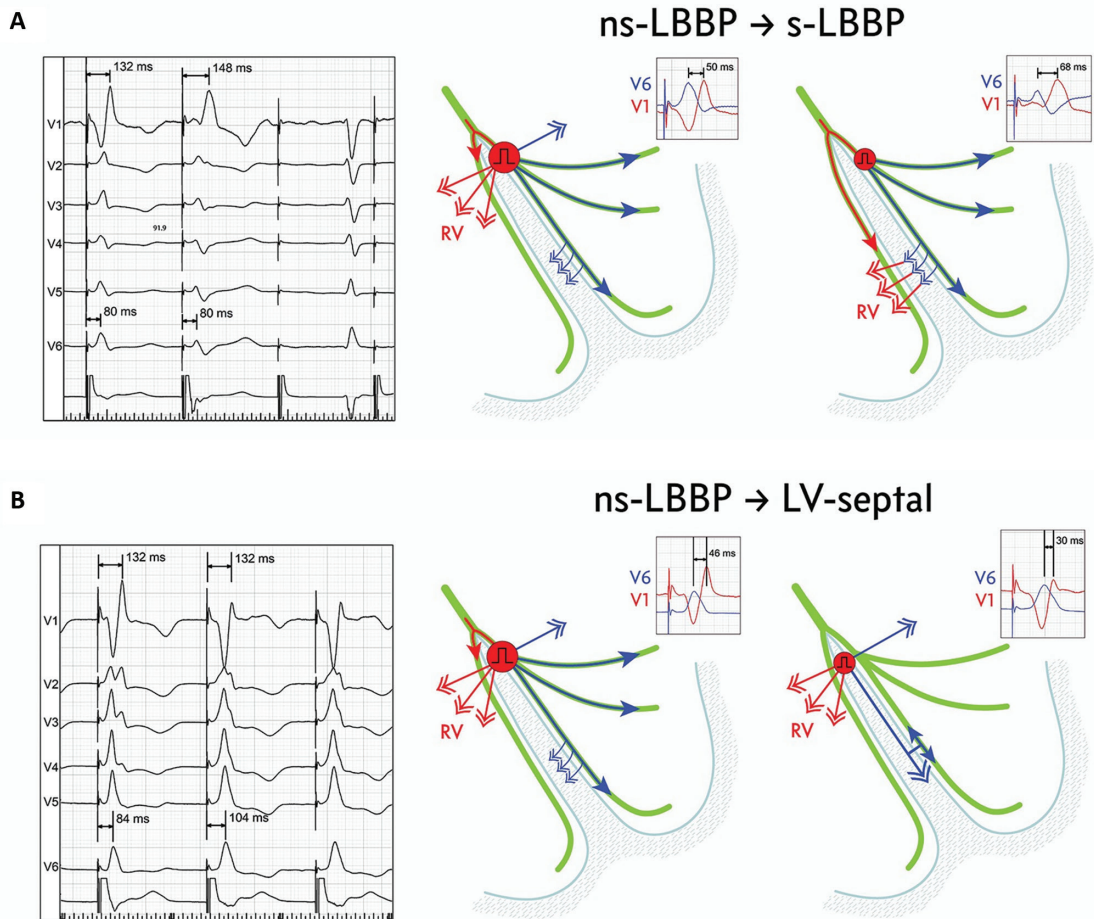 A
ns-LBBP → s-LBBP
132 ms
148 ms
V1
V2
V3
V4
91.9
V5
80 ms
80 ms
V6
V6
V1
50 ms
RV
V6
V1
68 ms
RV
B
ns-LBBP → LV-septal
132 ms
132 ms
V1
V2
V3
V4
V5
84 ms
104 ms
V6
V6
V1
46 ms
RV
V6
V1
30 ms
RV